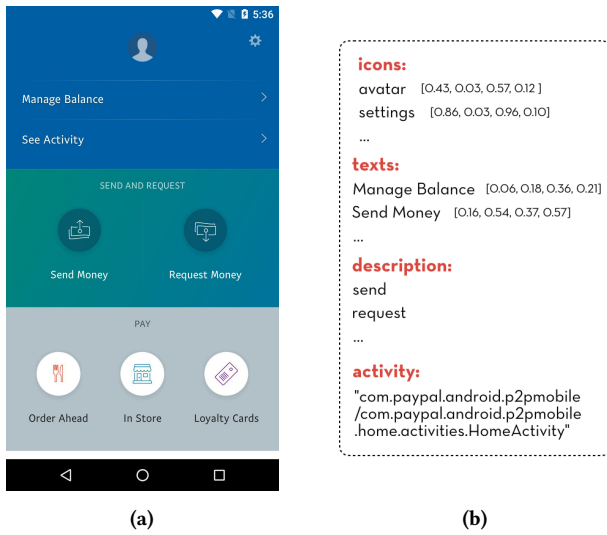 5:36
Manage Balance
See Activity
SEND AND REQUEST
Send Money Request Money
PAY
Order Ahead In Store Loyalty Cards
(a)
icons:
avatar [0.43, 0.03, 0.57, 0.12 ]
settings [0.86, 0.03, 0.96, 0.10]
...
texts:
Manage Balance [0.06, 0.18, 0.36, 0.21]
Send Money [0.16, 0.54, 0.37, 0.57]
...
description:
send
request
...
activity:
"com.paypal.android.p2pmobile
/com.paypal.android.p2pmobile
.home.activities.HomeActivity"
(b)